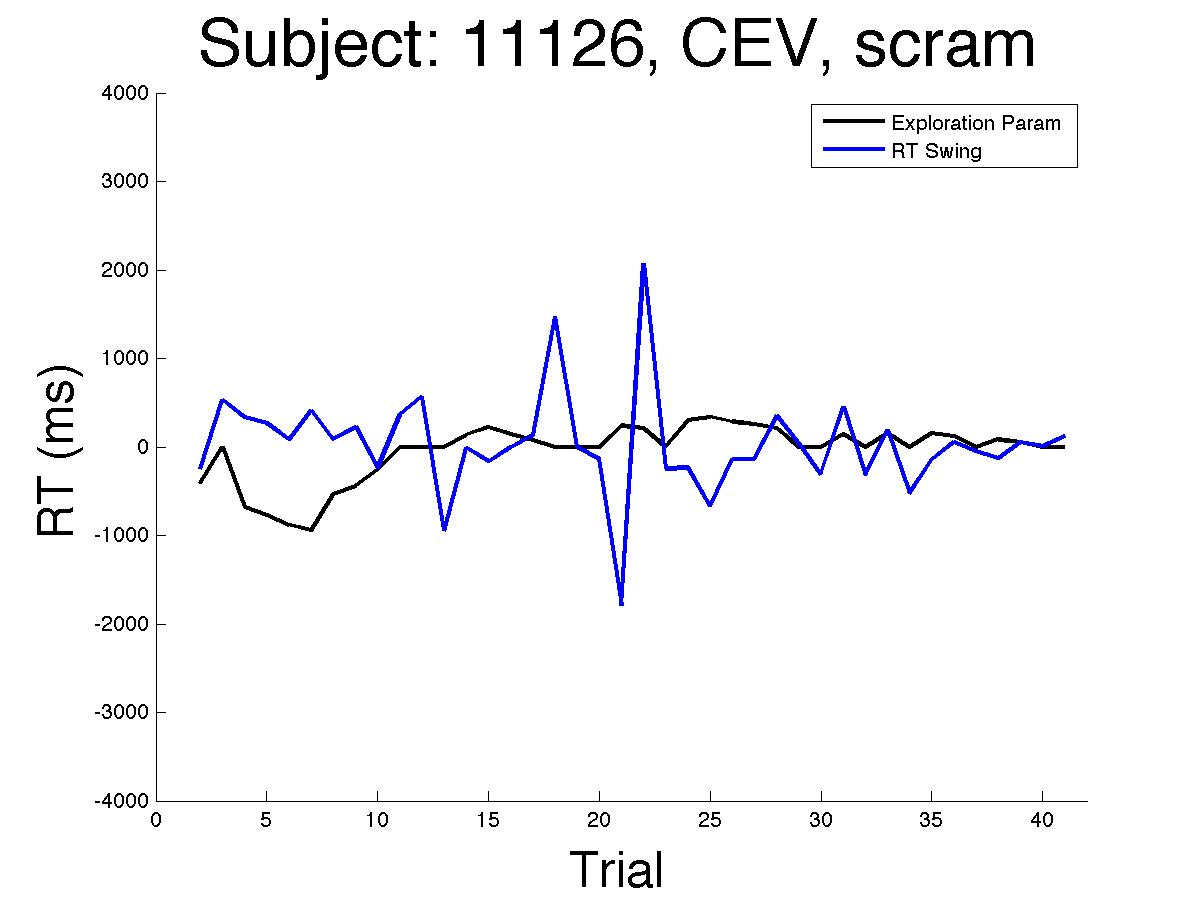 Subject: 11126, CEV, scram
Exploration Param
RT Swing
4000
3000
2000
1000
0
-1000
-2000
-3000
-4000
RT (ms)
0 5 10 15 20 25 30 35 40
Trial